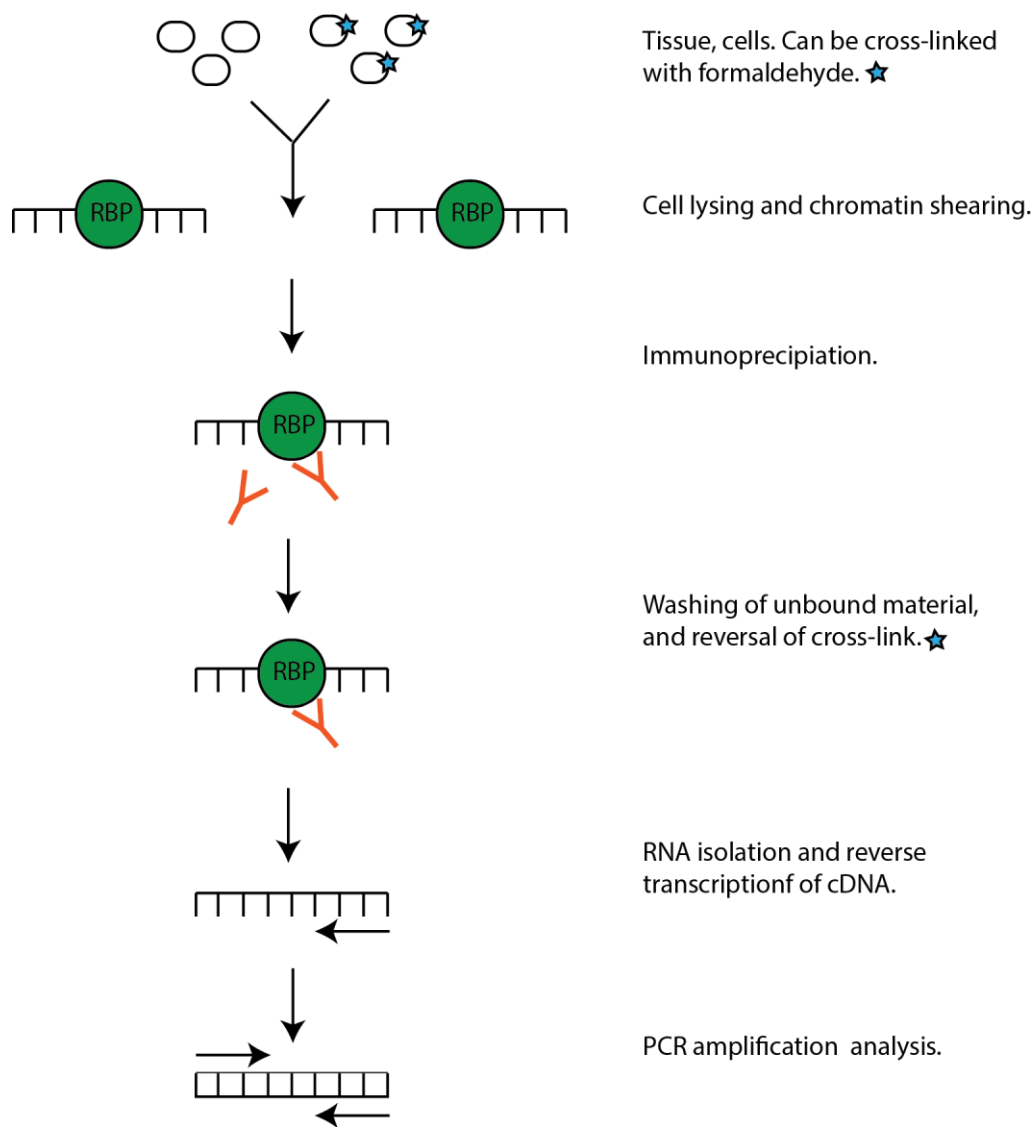 Tissue, cells. Can be cross-linked
with formaldehyde.
RBP
RBP
Cell lysing and chromatin shearing.
Immunoprecipiation.
RBP
Washing of unbound material,
and reversal of cross-link.
RBP
RNA isolation and reverse
transcriptionf of cDNA.
PCR amplification analysis.